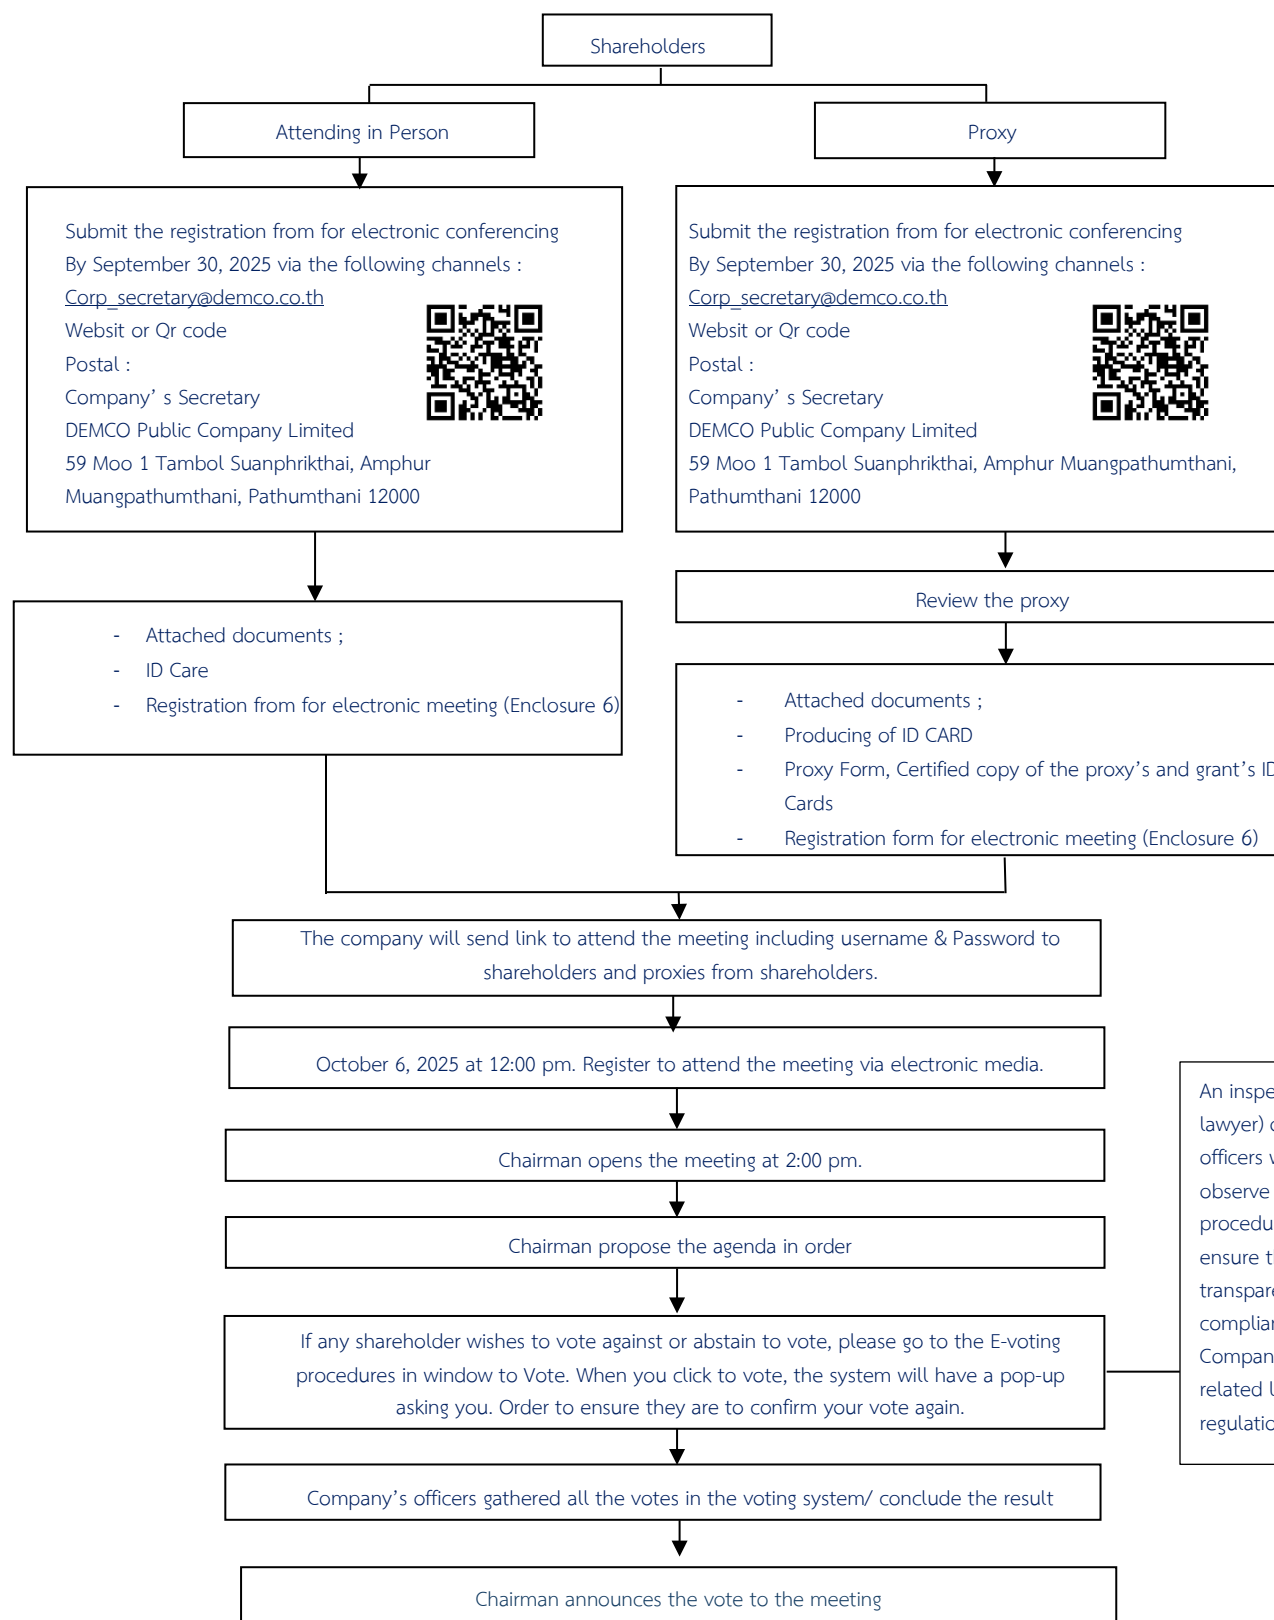 Shareholders
Attending in Person
Proxy
Submit the registration from for electronic conferencing
By September 30, 2025 via the following channels :
Corp_secretary@demco.co.th
Websit or Qr code
Postal :
Company’ s Secretary
DEMCO Public Company Limited
59 Moo 1 Tambol Suanphrikthai, Amphur
Muangpathumthani, Pathumthani 12000
Submit the registration from for electronic conferencing
By September 30, 2025 via the following channels :
Corp_secretary@demco.co.th
Websit or Qr code
Postal :
Company’ s Secretary
DEMCO Public Company Limited
59 Moo 1 Tambol Suanphrikthai, Amphur Muangpathumthani,
Pathumthani 12000
- Attached documents ;
- ID Care
- Registration from for electronic meeting (Enclosure 6)
Review the proxy
- Attached documents ;
- Producing of ID CARD
- Proxy Form, Certified copy of the proxy’s and grant’s ID
Cards
- Registration form for electronic meeting (Enclosure 6)
The company will send link to attend the meeting including username & Password to
shareholders and proxies from shareholders.
October 6, 2025 at 12:00 pm. Register to attend the meeting via electronic media.
Chairman opens the meeting at 2:00 pm.
Chairman propose the agenda in order
If any shareholder wishes to vote against or abstain to vote, please go to the E-voting
procedures in window to Vote. When you click to vote, the system will have a pop-up
asking you. Order to ensure they are to confirm your vote again.
An
lawyer)
officers
observe
ensure
Company’s officers gathered all the votes in the voting system/ conclude the result
Chairman announces the vote to the meeting